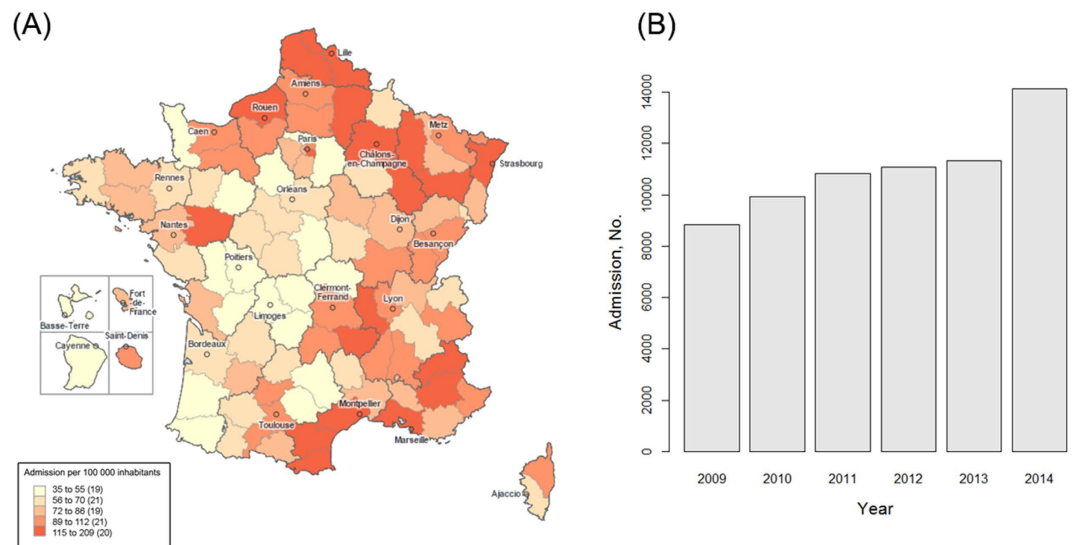 (A)
(B)
Lille
Amiens
Rouen
Caen
Metz
Paris
Châlons-
en-Champagne
Strasbourg
Rennes
Orléans
Nantes
Dijon
Besançon
Poitiers
Clermont-
Ferrand
Lyon
Limoges
Fort
-de-
France
Basse-Terre
Saint-Denis
Cayenne
Bordeaux
Montpellier
Toulouse
Marseille
Ajaccio
Admission per 100 000 inhabitants
35 to 55 (19)
56 to 70 (21)
72 to 86 (19)
89 to 112 (21)
115 to 209 (20)
Admission, No.
14000
12000
10000
8000
6000
4000
2000
0
2009 2010 2011 2012 2013 2014
Year